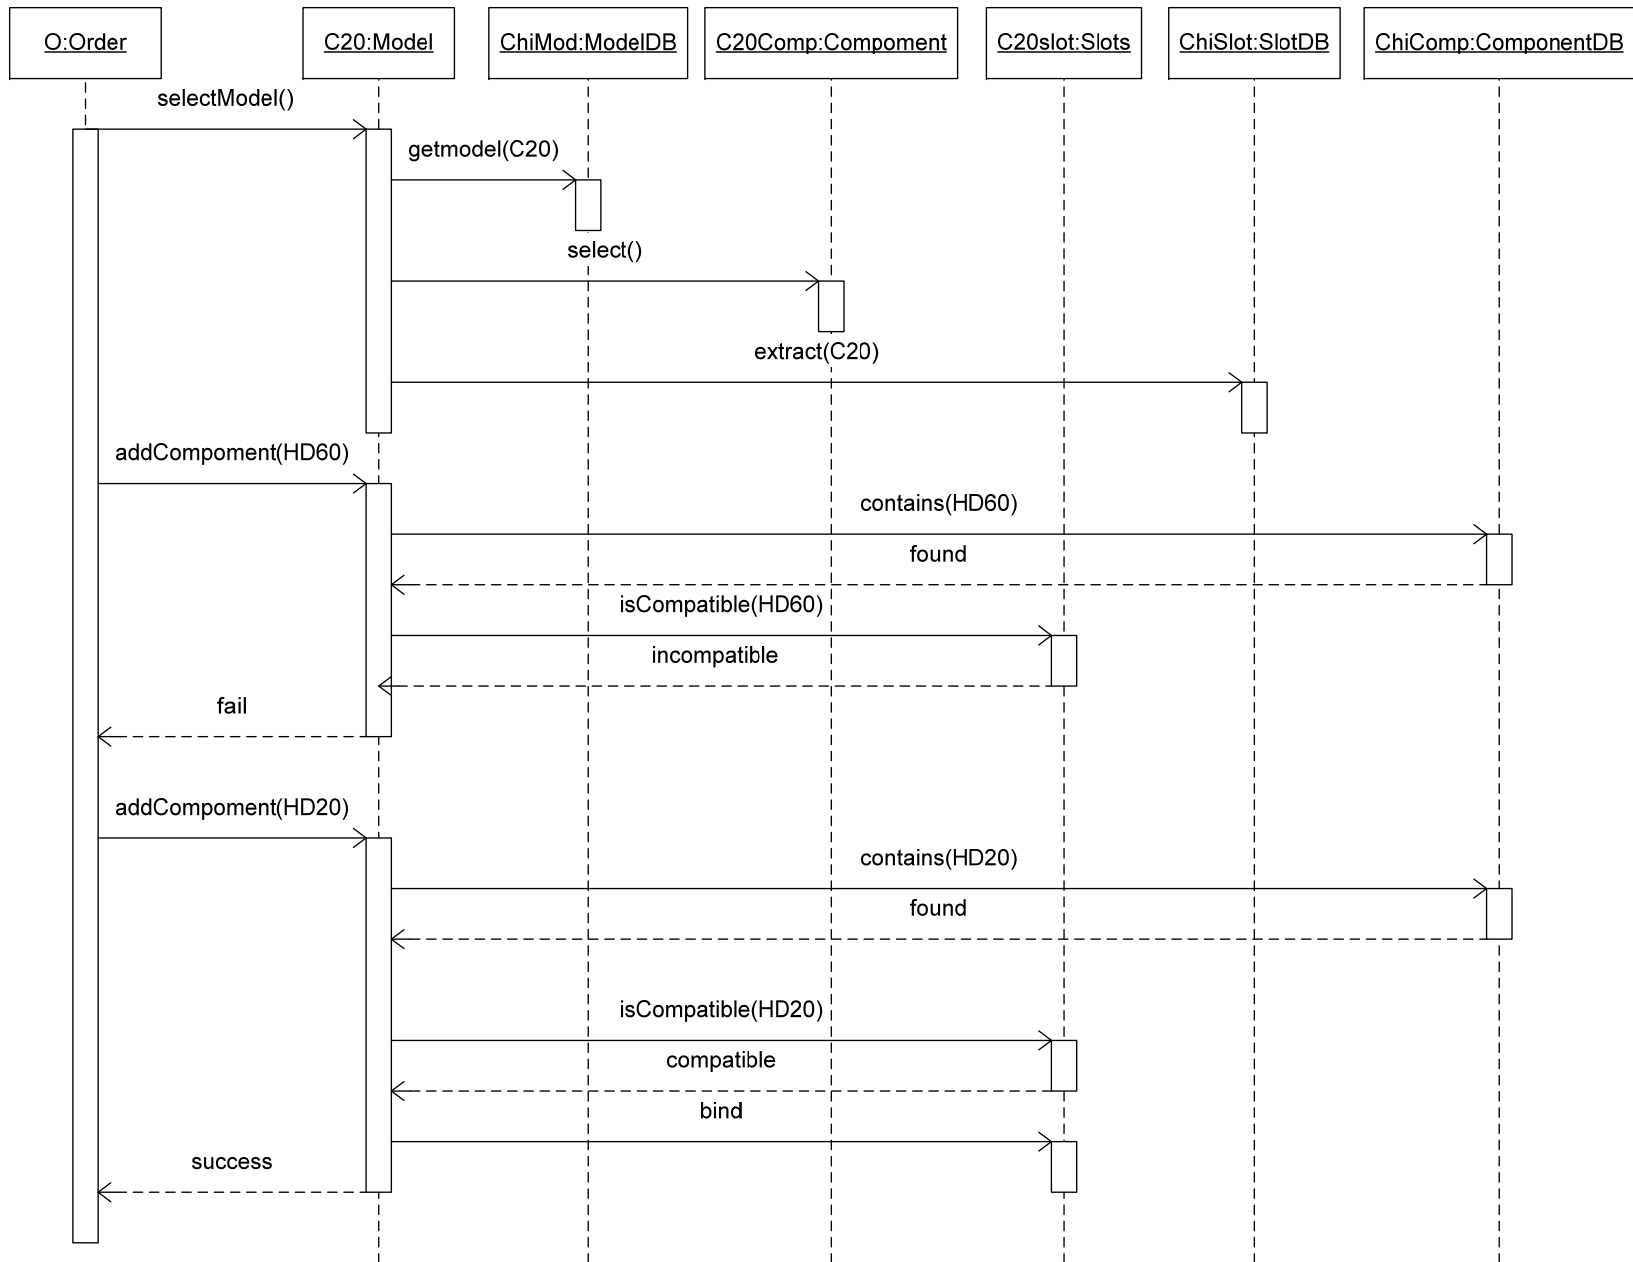 O:Order
C20:Model
ChiMod:ModelDB
C20Comp:Compoment
C20slot:Slots
ChiSlot:SlotDB
ChiComp:ComponentDB
selectModel()
getmodel(C20)
select()
extract(C20)
addCompoment(HD60)
contains(HD60)
found
isCompatible(HD60)
incompatible
fail
addCompoment(HD20)
contains(HD20)
found
isCompatible(HD20)
compatible
bind
success